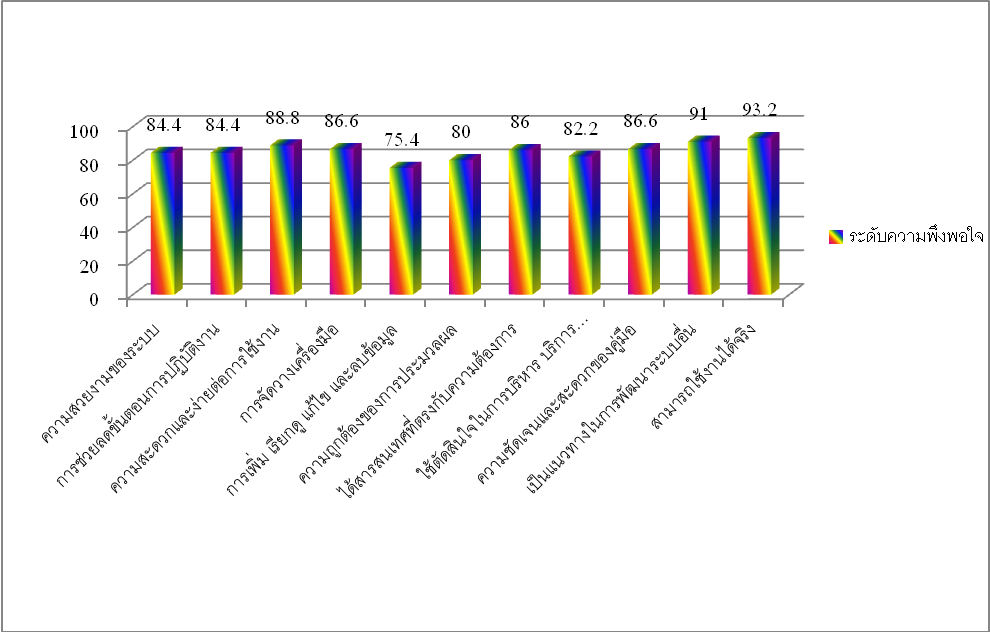 84.4
84.4
88.8
86.6
75.4
80
86
82.2
86.6
91
93.2
100
80
60
40
20
0
ความสวยงามของระบบ
การช่วยลดขั้นตอนการปฏิบัติงาน
ความสะดวกและง่ายต่อการใช้งาน
การจัดวางเครื่องมือ
การเพิ่ม เรียกดู แก้ไข และลบข้อมูล
ความถูกต้องของการประมวลผล
ได้สารสนเทศที่ตรงกับความต้องการ
ใช้ตัดสินใจในการบริหาร บริการ...
ความชัดเจนและสะดวกของคู่มือ
เป็นแนวทางในการพัฒนาระบบอื่น
สามารถใช้งานได้จริง
ระดับความพึงพอใจ